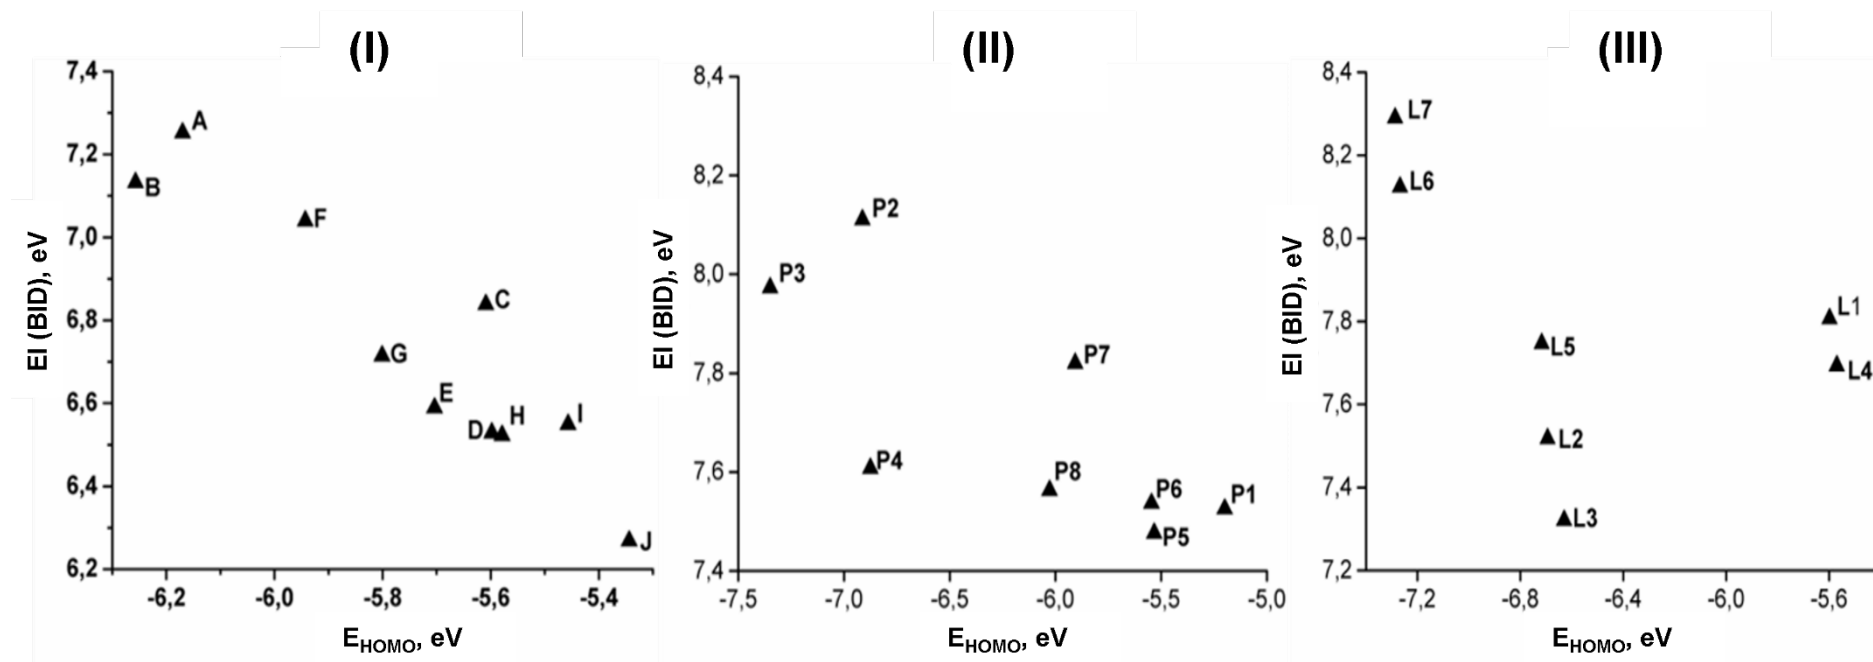 (I)
7,4
7,2
7,0
6,8
6,6
6,4
6,2
EI (BID), eV
A
B
F
C
G
E
D
H
I
J
-6,2 -6,0 -5,8 -5,6 -5,4
E_HOMO, eV
(II)
8,4
8,2
8,0
7,8
7,6
7,4
EI (BID), eV
P2
P3
P7
P4
P8
P6
P1
P5
-7,5 -7,0 -6,5 -6,0 -5,5 -5,0
E_HOMO, eV
(III)
8,4
8,2
8,0
7,8
7,6
7,4
7,2
EI (BID), eV
L7
L6
L1
L5
L4
L2
L3
-7,2 -6,8 -6,4 -6,0 -5,6
E_HOMO, eV